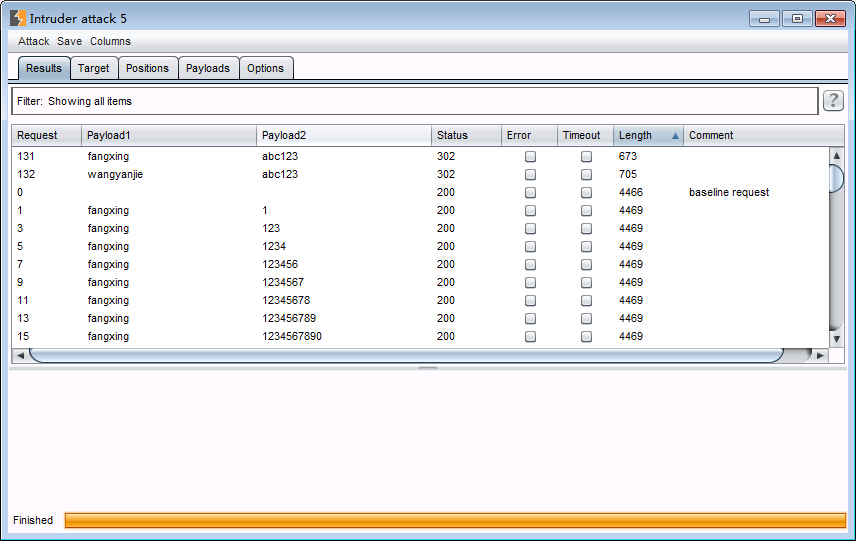 Intruder attack 5
Attack Save Columns
Results Target Positions Payloads Options
Filter: Showing all items ?
Request Payload1 Payload2 Status Error Timeout Length Comment
131 fangxing abc123 302 673
132 wangyanjie abc123 302 705
0 200 4466 baseline request
1 fangxing 1 200 4469
3 fangxing 123 200 4469
5 fangxing 1234 200 4469
7 fangxing 123456 200 4469
9 fangxing 1234567 200 4469
11 fangxing 12345678 200 4469
13 fangxing 123456789 200 4469
15 fangxing 1234567890 200 4469
Finished